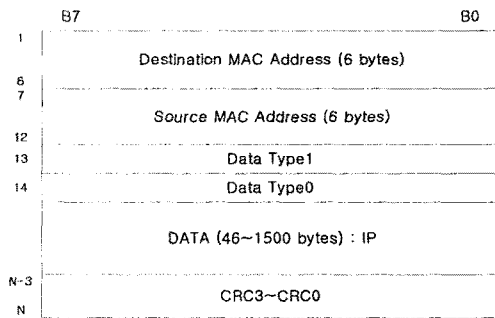 B7 B0
1
Destination MAC Address (6 bytes)
6
7
Source MAC Address (6 bytes)
12
13 Data Type1
14 Data Type0
DATA (46~1500 bytes) : IP
N-3
CRC3~CRC0
N